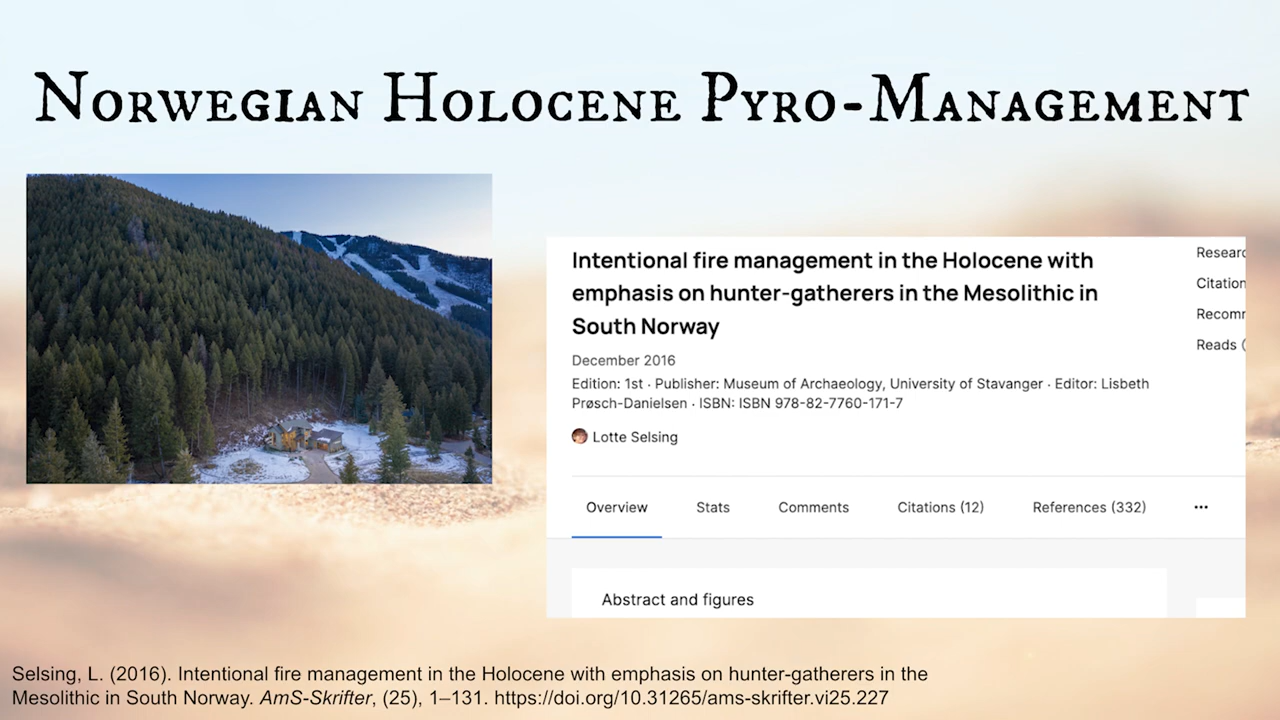 Norwegian Holocene Pyro-Management
Intentional fire management in the Holocene with
emphasis on hunter-gatherers in the Mesolithic in
South Norway
December 2016
Edition: 1st · Publisher: Museum of Archaeology, University of Stavanger · Editor: Lisbeth
Prøsch-Danielsen · ISBN: ISBN 978-82-7760-171-7
Lotte Selsing
Overview Stats Comments Citations (12) References (332) ...
Abstract and figures
Researc
Citation
Recomm
Reads (
Selsing, L. (2016). Intentional fire management in the Holocene with emphasis on hunter-gatherers in the
Mesolithic in South Norway. AmS-Skrifter, (25), 1–131. https://doi.org/10.31265/ams-skrifter.vi25.227